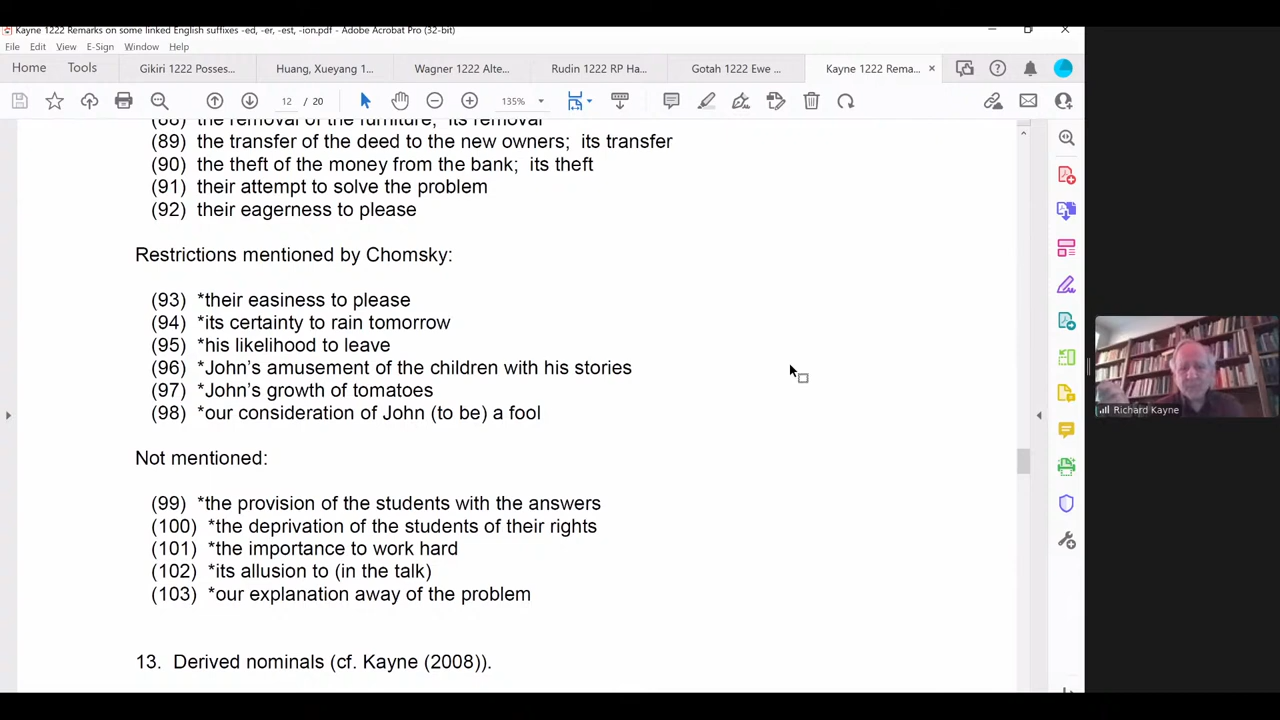 Kayne 1222 Remarks on some linked English suffixes -ed, -er, -est, -ion.pdf - Adobe Acrobat Pro (32-bit)
File Edit View E-Sign Window Help
Home Tools Gikiri 1222 Posses... Huang, Xueyang 1... Wagner 1222 Alte... Rudin 1222 RP Ha... Gotah 1222 Ewe ... Kayne 1222 Rema... ×
12 / 20 135%
(88) the removal of the furniture; its removal
(89) the transfer of the deed to the new owners; its transfer
(90) the theft of the money from the bank; its theft
(91) their attempt to solve the problem
(92) their eagerness to please
Restrictions mentioned by Chomsky:
(93) *their easiness to please
(94) *its certainty to rain tomorrow
(95) *his likelihood to leave
(96) *John's amusement of the children with his stories
(97) *John's growth of tomatoes
(98) *our consideration of John (to be) a fool
Richard Kayne
Not mentioned:
(99) *the provision of the students with the answers
(100) *the deprivation of the students of their rights
(101) *the importance to work hard
(102) *its allusion to (in the talk)
(103) *our explanation away of the problem
13. Derived nominals (cf. Kayne (2008)).